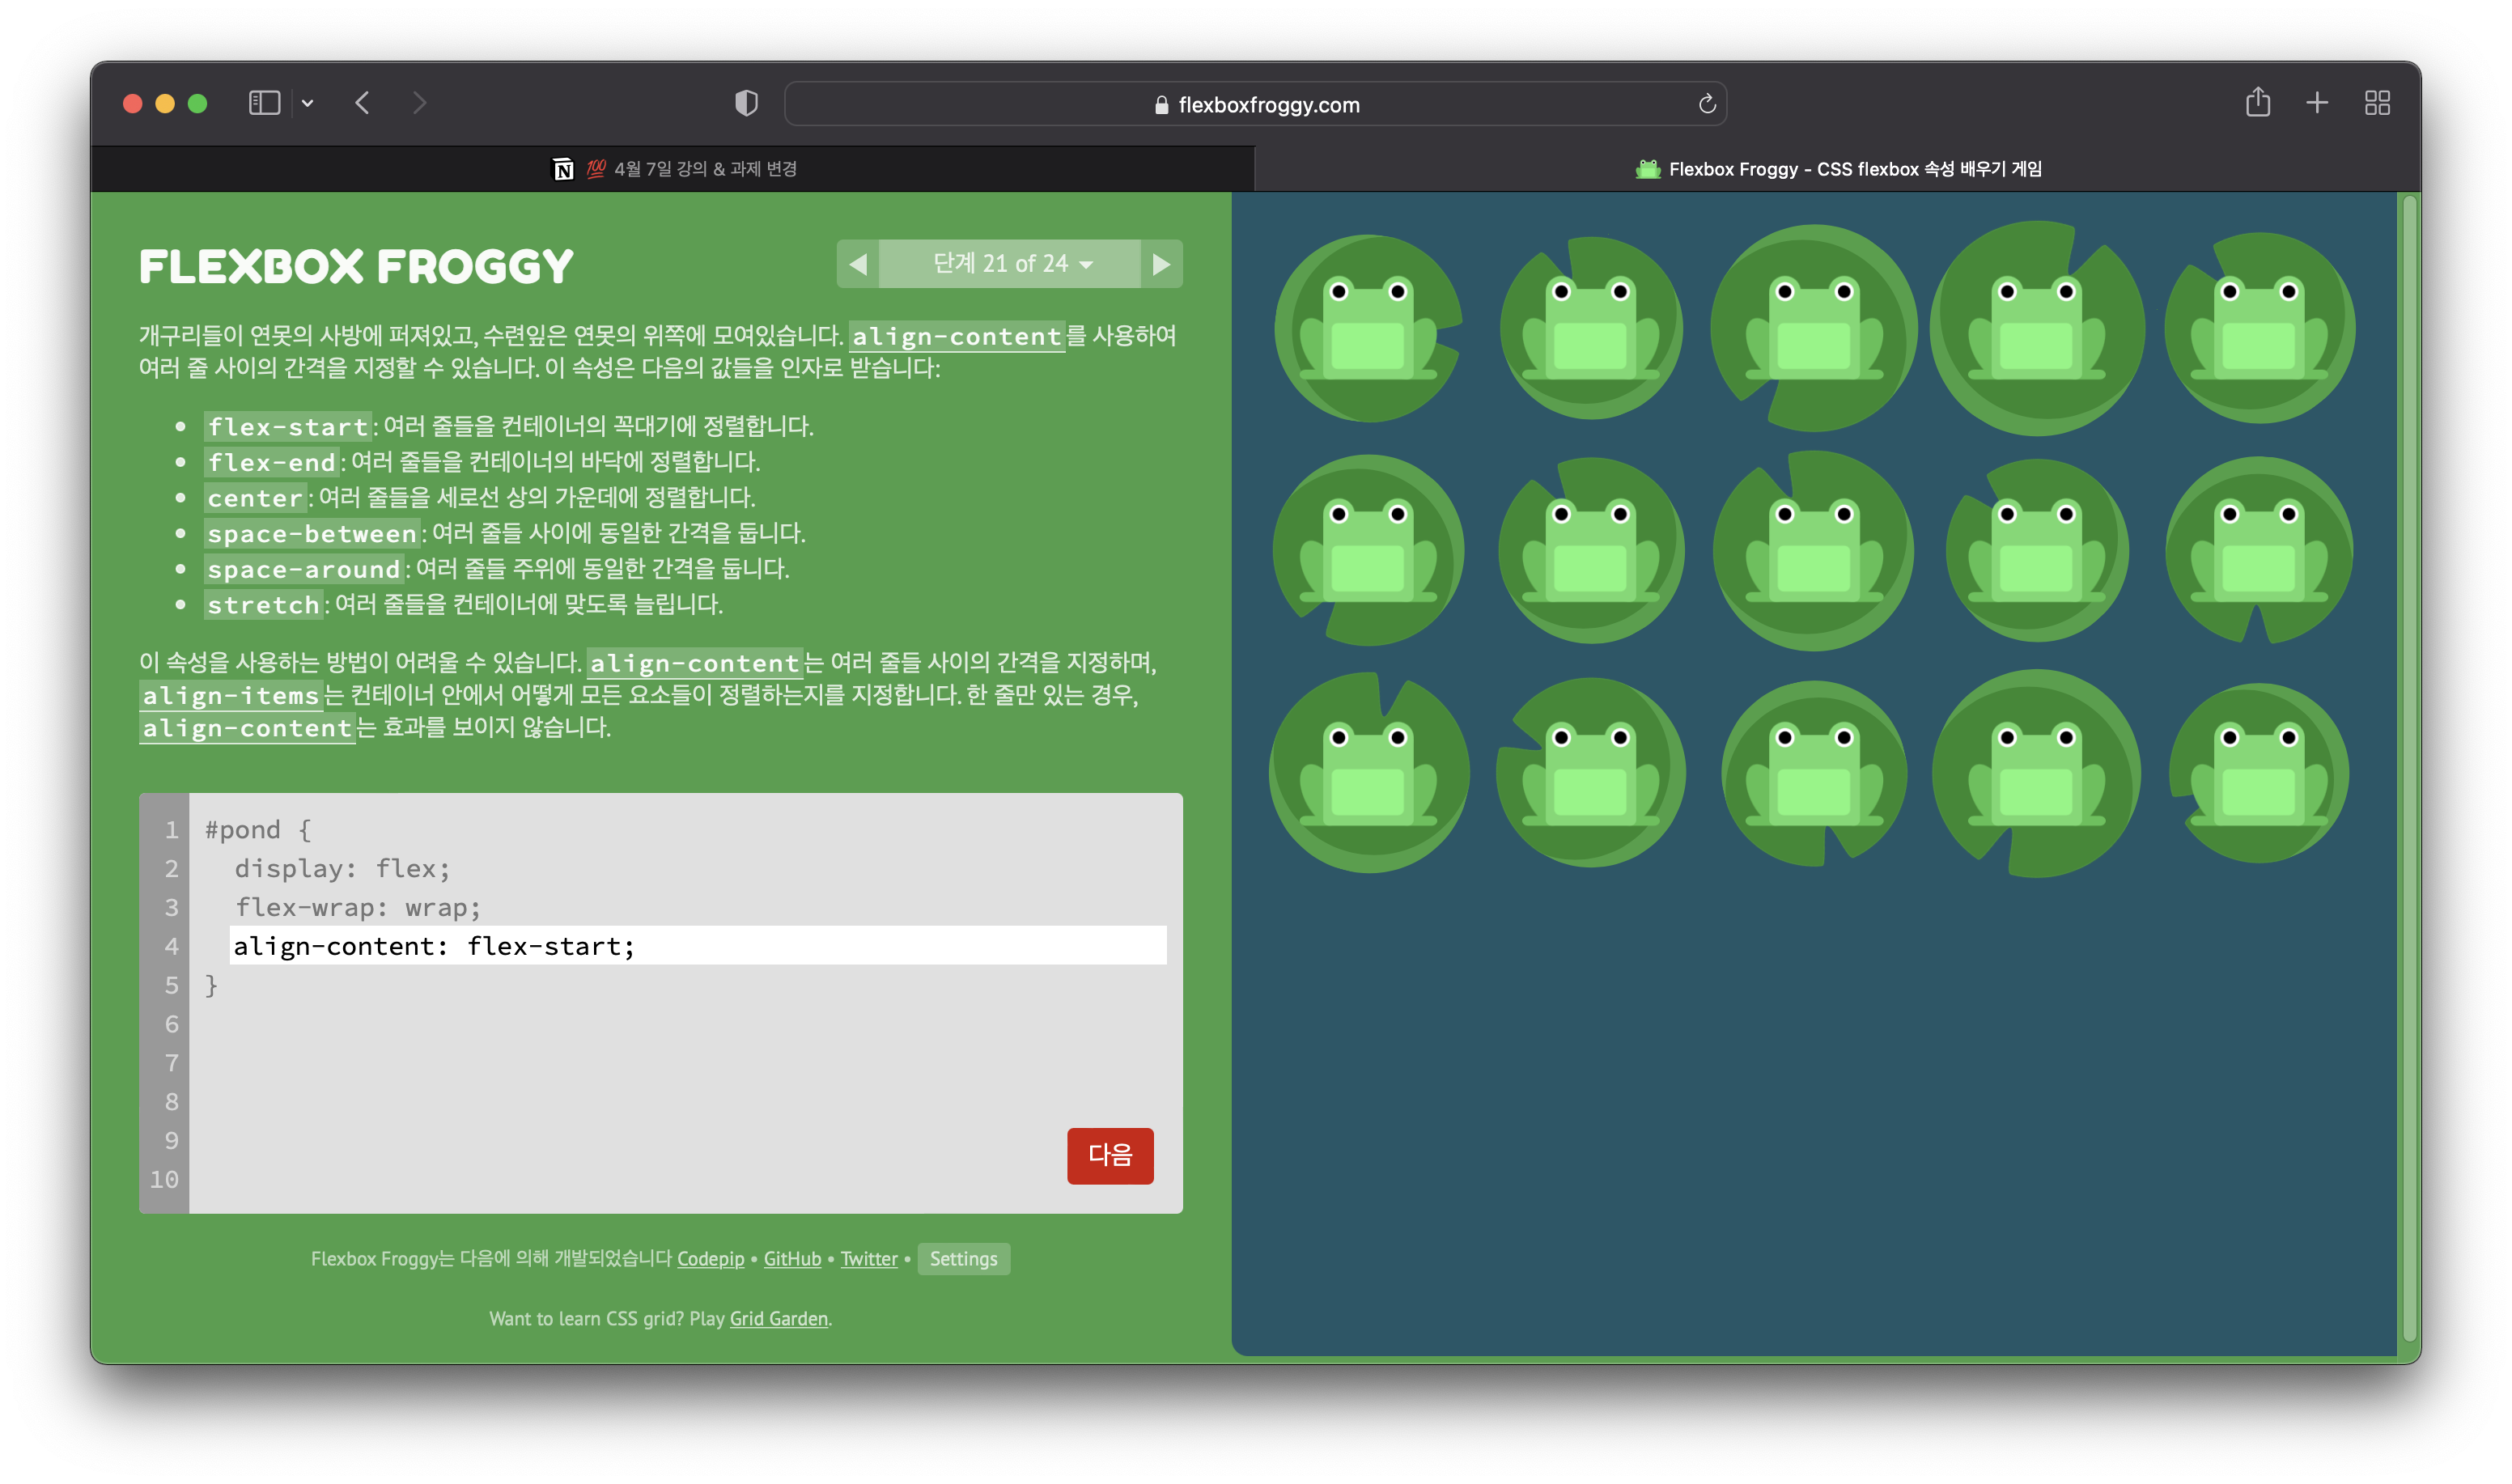 flexboxfroggy.com
💯 4월 7일 강의 & 과제 변경
Flexbox Froggy - CSS flexbox 속성 배우기 게임
FLEXBOX FROGGY
단계 21 of 24
개구리들이 연못의 사방에 퍼져있고, 수련잎은 연못의 위쪽에 모여있습니다. align-content를 사용하여
여러 줄 사이의 간격을 지정할 수 있습니다. 이 속성은 다음의 값들을 인자로 받습니다:
flex-start: 여러 줄들을 컨테이너의 꼭대기에 정렬합니다.
flex-end: 여러 줄들을 컨테이너의 바닥에 정렬합니다.
center: 여러 줄들을 세로선 상의 가운데에 정렬합니다.
space-between: 여러 줄들 사이에 동일한 간격을 둡니다.
space-around: 여러 줄들 주위에 동일한 간격을 둡니다.
stretch: 여러 줄들을 컨테이너에 맞도록 늘립니다.
이 속성을 사용하는 방법이 어려울 수 있습니다. align-content는 여러 줄들 사이의 간격을 지정하며,
align-items는 컨테이너 안에서 어떻게 모든 요소들이 정렬하는지를 지정합니다. 한 줄만 있는 경우,
align-content는 효과를 보이지 않습니다.
1 #pond {
2 display: flex;
3 flex-wrap: wrap;
4 align-content: flex-start;
5 }
6
7
8
9
10
다음
Flexbox Froggy는 다음에 의해 개발되었습니다 Codepip • GitHub • Twitter • Settings
Want to learn CSS grid? Play Grid Garden.